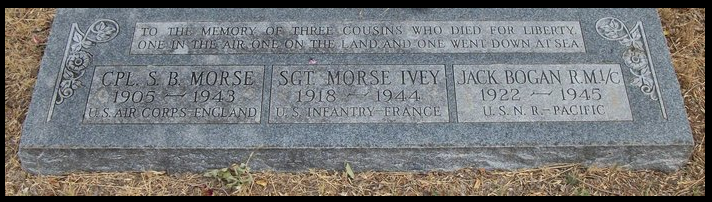 TO THE MEMORY OF THREE COUSINS WHO DIED FOR LIBERTY,
ONE IN THE AIR, ONE ON THE LAND AND ONE WENT DOWN AT SEA.
CPL. S. B. MORSE
1905 — 1943
U.S. AIR CORPS-ENGLAND
SGT. MORSE IVEY
1918 — 1944
U. S. INFANTRY-FRANCE
JACK BOGAN R.M.1/c
1922 — 1945
U. S. N. R. – PACIFIC